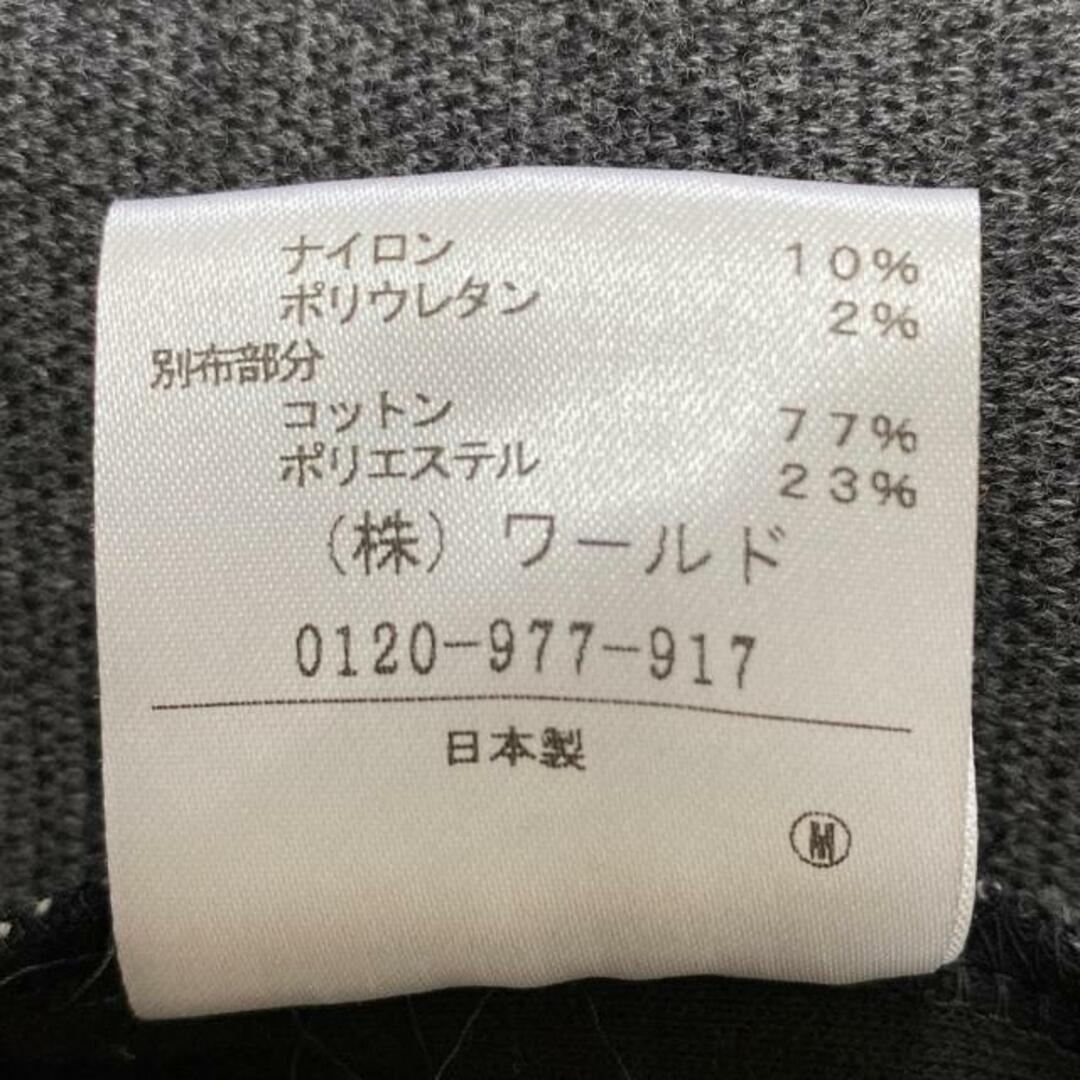 ナイロン 10%
ポリウレタン 2%
別布部分
コットン 77%
ポリエステル 23%
(株) ワールド
0120-977-917
日本製